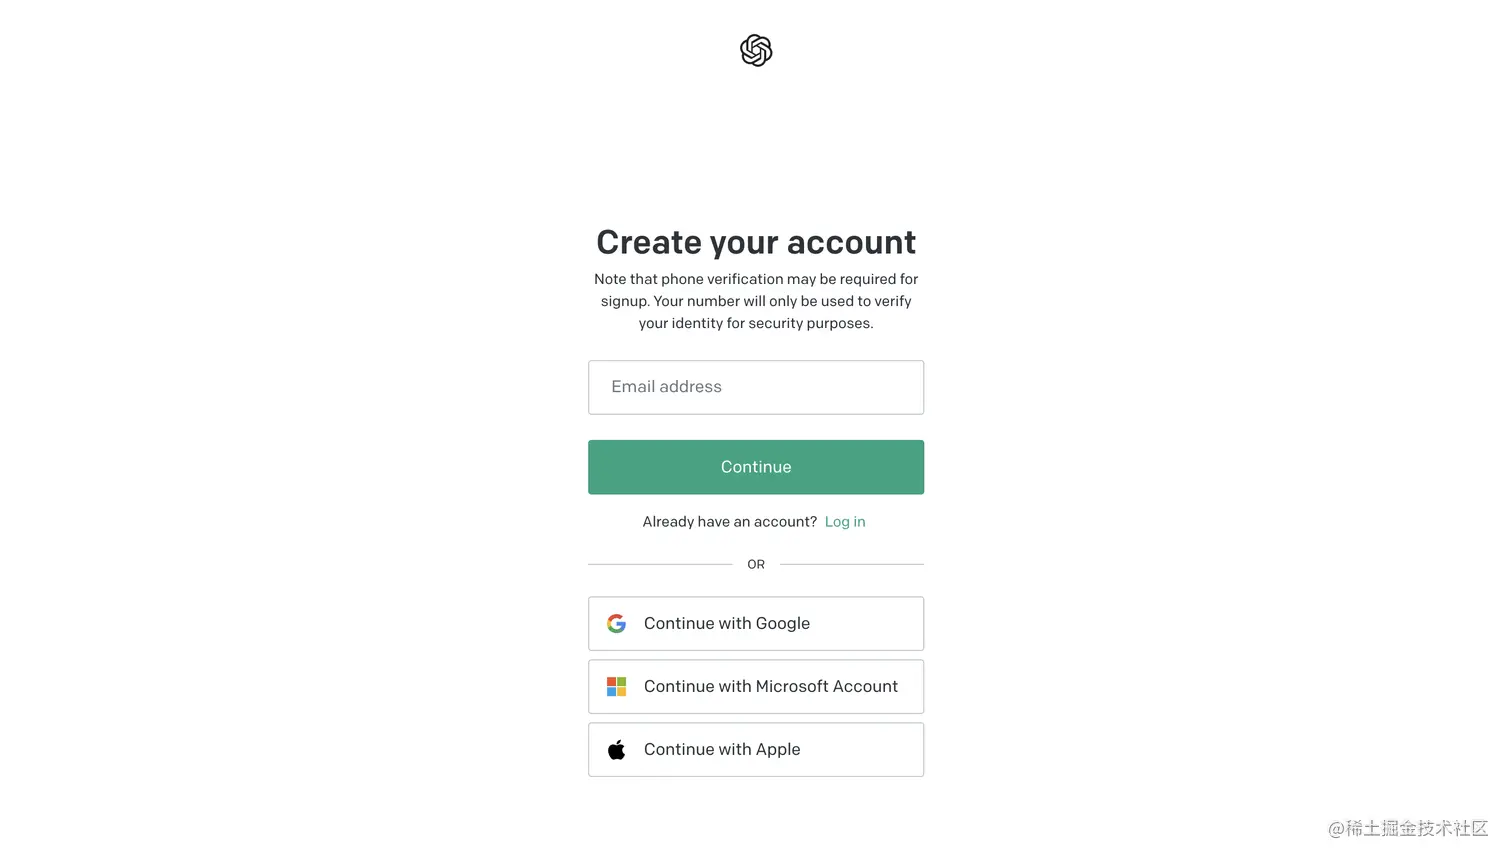 Create your account
Note that phone verification may be required for
signup. Your number will only be used to verify
your identity for security purposes.
Email address
Continue
Already have an account? Log in
OR
Continue with Google
Continue with Microsoft Account
Continue with Apple
@稀土掘金技术社区